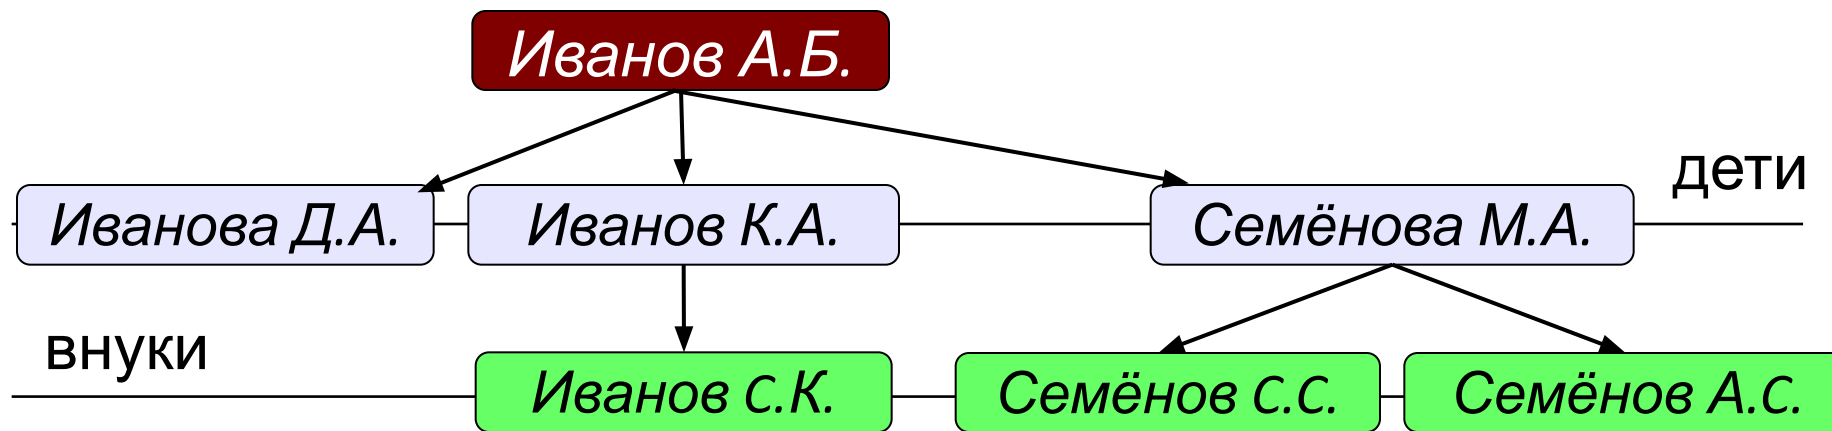 Иванов А.Б.
дети
Иванова Д.А.
Иванов К.А.
Семёнова М.А.
внуки
Иванов С.К.
Семёнов С.С.
Семёнов А.С.